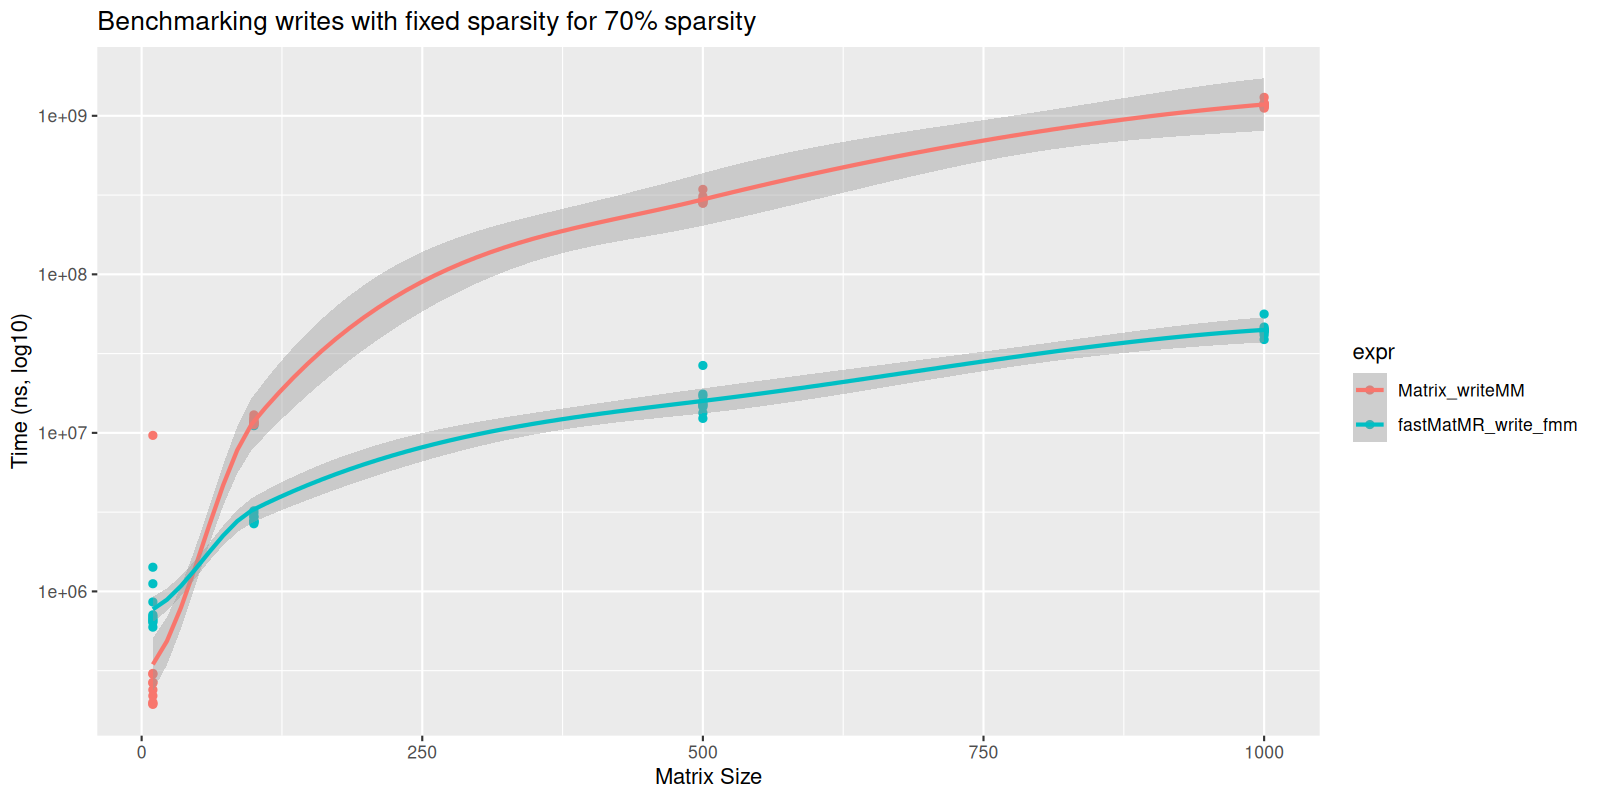 Benchmarking writes with fixed sparsity for 70% sparsity
Time (ns, log10)
1e+09
1e+08
1e+07
1e+06
0 250 500 750 1000
Matrix Size
expr
Matrix_writeMM
fastMatMR_write_fmm